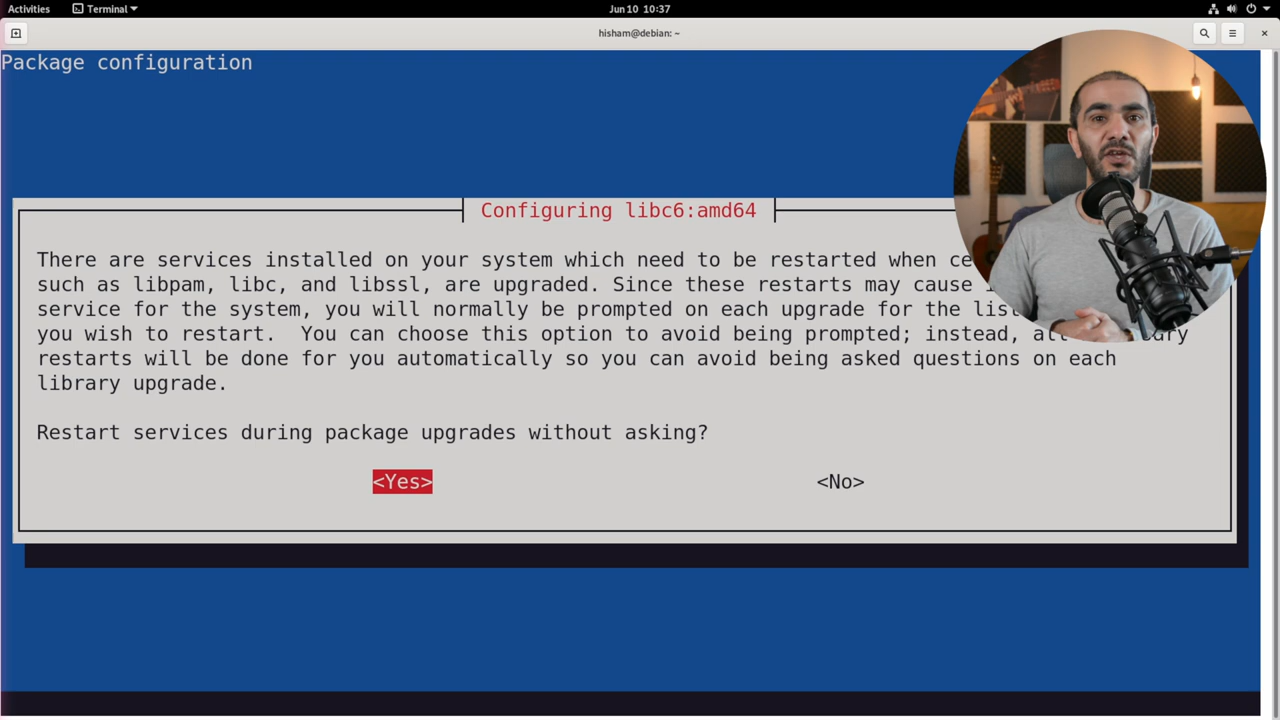 Activities
Terminal
Jun 10 10:37
hisham@debian: ~
Package configuration
Configuring libc6:amd64
There are services installed on your system which need to be restarted when
such as libpam, libc, and libssl, are upgraded. Since these restarts may cause
service for the system, you will normally be prompted on each upgrade for the
you wish to restart. You can choose this option to avoid being prompted; instead,
restarts will be done for you automatically so you can avoid being asked questions on each
library upgrade.
Restart services during package upgrades without asking?
<Yes>
<No>